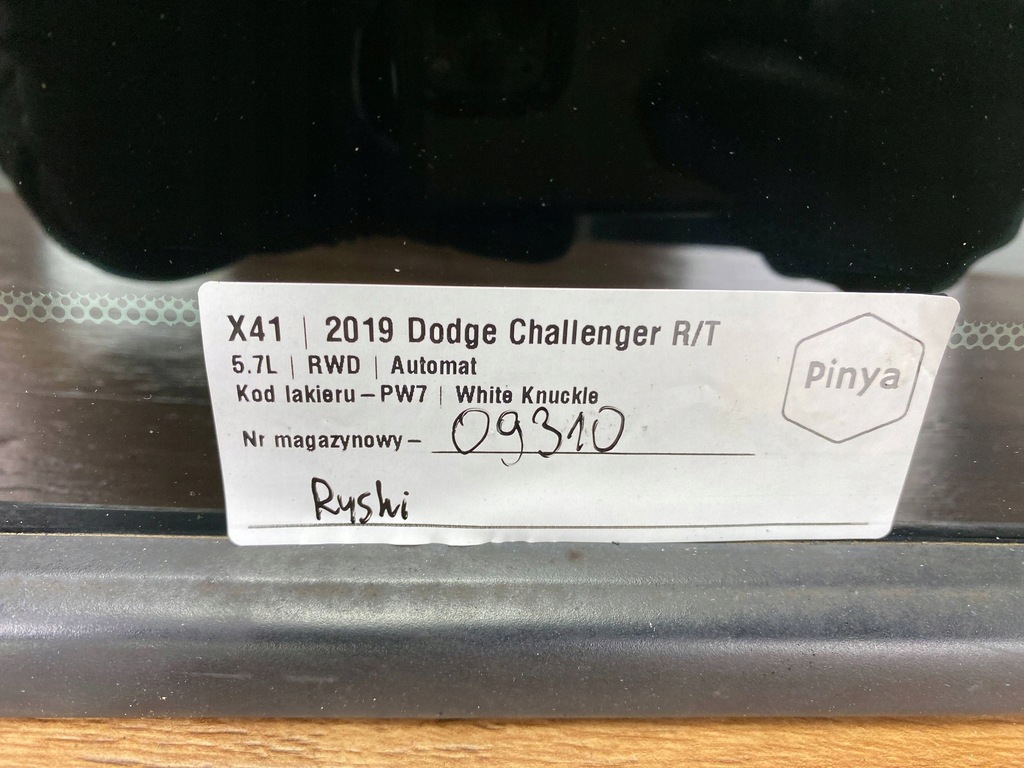 X41 | 2019 Dodge Challenger R/T
5.7L | RWD | Automat
Kod lakieru – PW7 | White Knuckle
Nr magazynowy – 09310
Ryski
Pinya